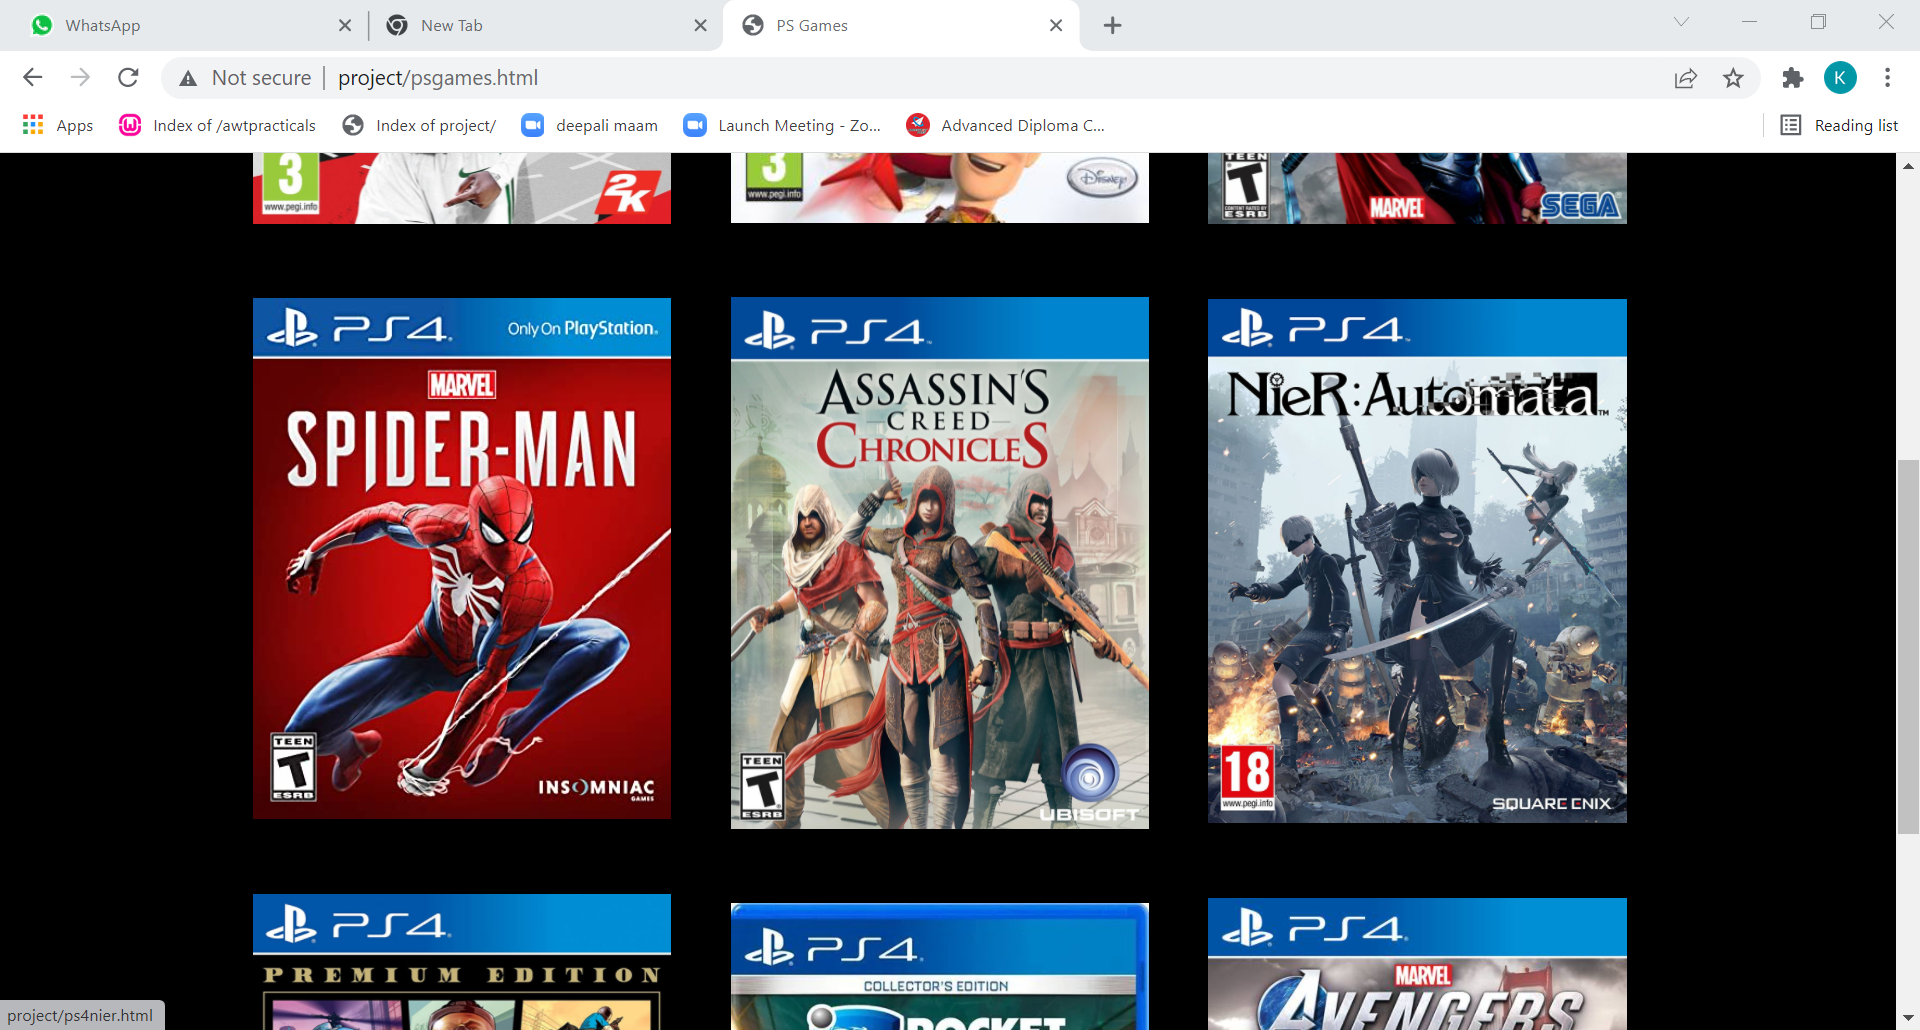 WhatsApp
New Tab
PS Games
Not secure
project/psgames.html
K
Apps
Index of /awtpracticals
Index of project/
deepali maam
Launch Meeting - Zo...
Advanced Diploma C...
Reading list
3
www.pegi.info
2K
3
www.pegi.info
Disney
TEEN
T
CONTENT RATED BY
ESRB
MARVEL
SEGA
PS4
Only On PlayStation.
MARVEL
SPIDER-MAN
TEEN
T
ESRB
INSOMNIAC
GAMES
PS4
ASSASSIN'S
CREED
CHRONICLES
TEEN
T
ESRB
UBISOFT
PS4
NieR:Automata™
18
www.pegi.info
SQUARE ENIX
PS4
PREMIUM EDITION
PS4
COLLECTOR'S EDITION
ROCKET
PS4
MARVEL
AVENGERS
project/ps4nier.html